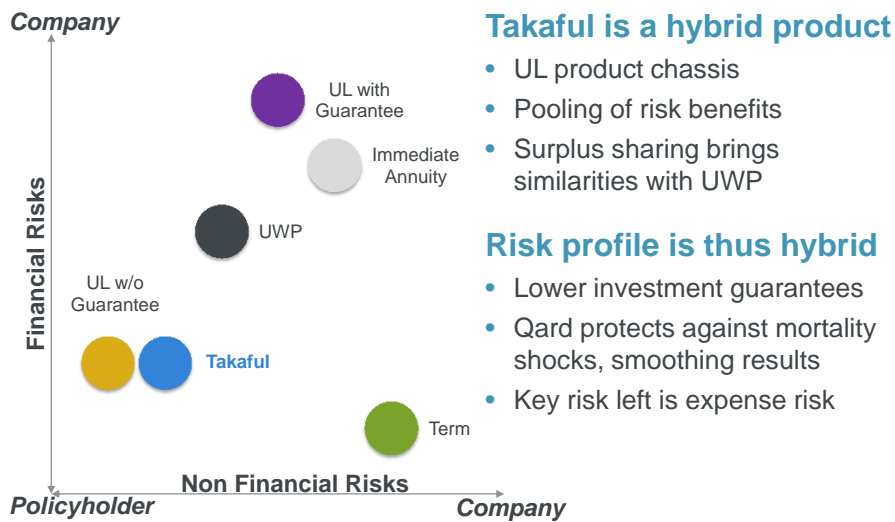 Company
UL with
Guarantee
Immediate
Annuity
UWP
UL w/o
Guarantee
Takaful
Term
Financial Risks
Non Financial Risks
Policyholder
Company
Takaful is a hybrid product
• UL product chassis
• Pooling of risk benefits
• Surplus sharing brings
similarities with UWP
Risk profile is thus hybrid
• Lower investment guarantees
• Qard protects against mortality
shocks, smoothing results
• Key risk left is expense risk